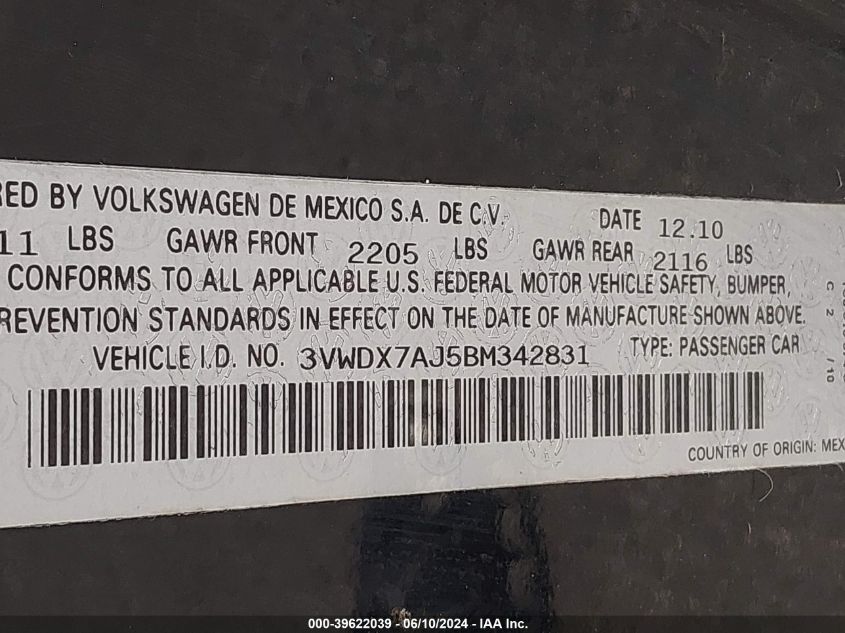 RED BY VOLKSWAGEN DE MEXICO S.A. DE C.V. DATE 12.10
11 LBS GAWR FRONT 2205 LBS GAWR REAR 2116 LBS
CONFORMS TO ALL APPLICABLE U.S. FEDERAL MOTOR VEHICLE SAFETY, BUMPER,
REVENTION STANDARDS IN EFFECT ON THE DATE OF MANUFACTURE SHOWN ABOVE.
VEHICLE I.D. NO. 3VWDX7AJ5BM342831 TYPE: PASSENGER CAR
COUNTRY OF ORIGIN: MEX
C 2 /10
000-39622039 - 06/10/2024 - IAA Inc.